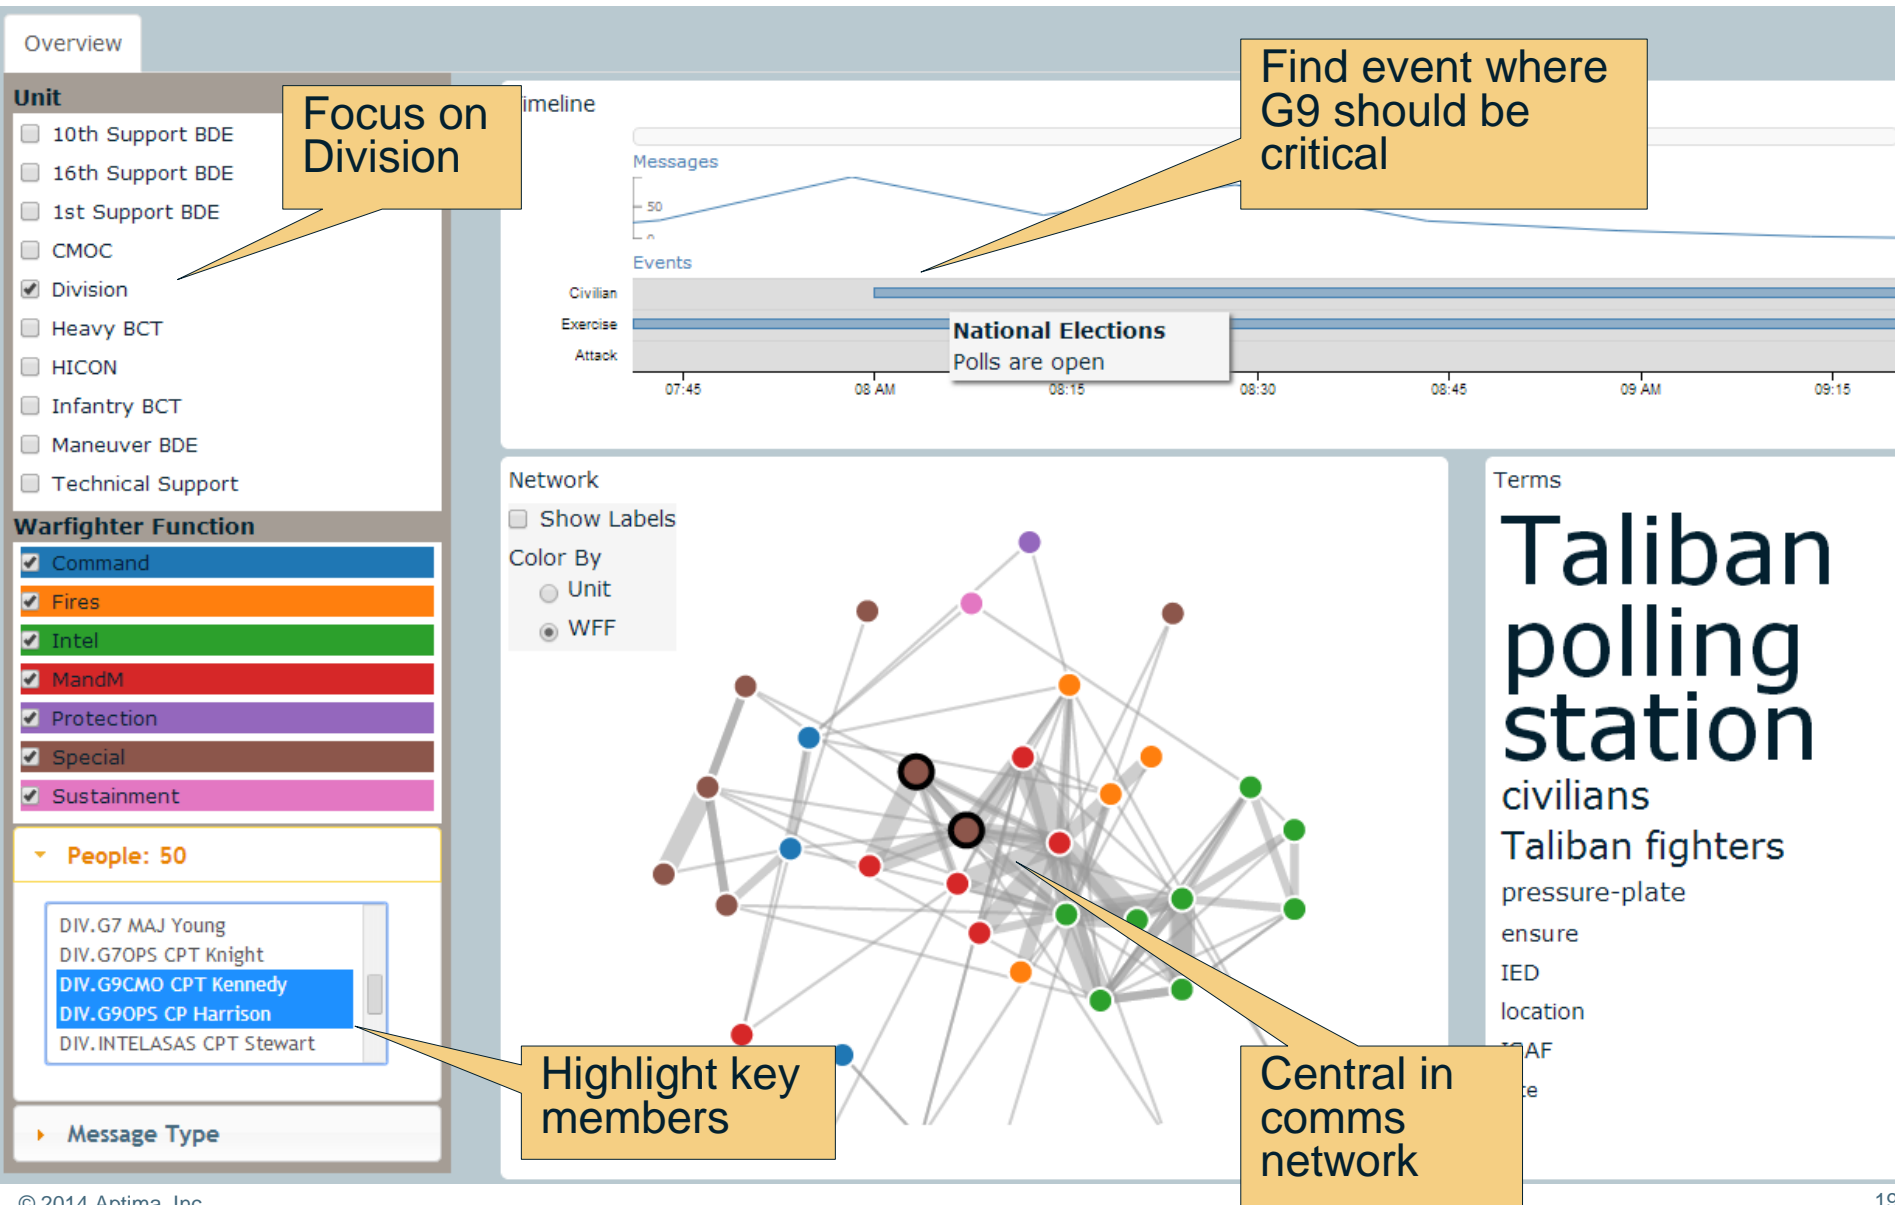 Overview
Unit
10th Support BDE
16th Support BDE
1st Support BDE
CMOC
Division
Heavy BCT
HICON
Infantry BCT
Maneuver BDE
Technical Support
Warfighter Function
Command
Fires
Intel
MandM
Protection
Special
Sustainment
People: 50
DIV.G7 MAJ Young
DIV.G7OPS CPT Knight
DIV.G9CMO CPT Kennedy
DIV.G9OPS CP Harrison
DIV.INTELASAS CPT Stewart
Message Type
Focus on
Division
imeline
Messages
50
0
Events
Civilian
Exercise
Attack
National Elections
Polls are open
07:45
08 AM
08:15
08:30
08:45
09 AM
09:15
Find event where
G9 should be
critical
Network
Show Labels
Color By
Unit
WFF
Highlight key
members
Central in
comms
network
Terms
Taliban
polling
station
civilians
Taliban fighters
pressure-plate
ensure
IED
location
AF
© 2014 Aptima, Inc
19